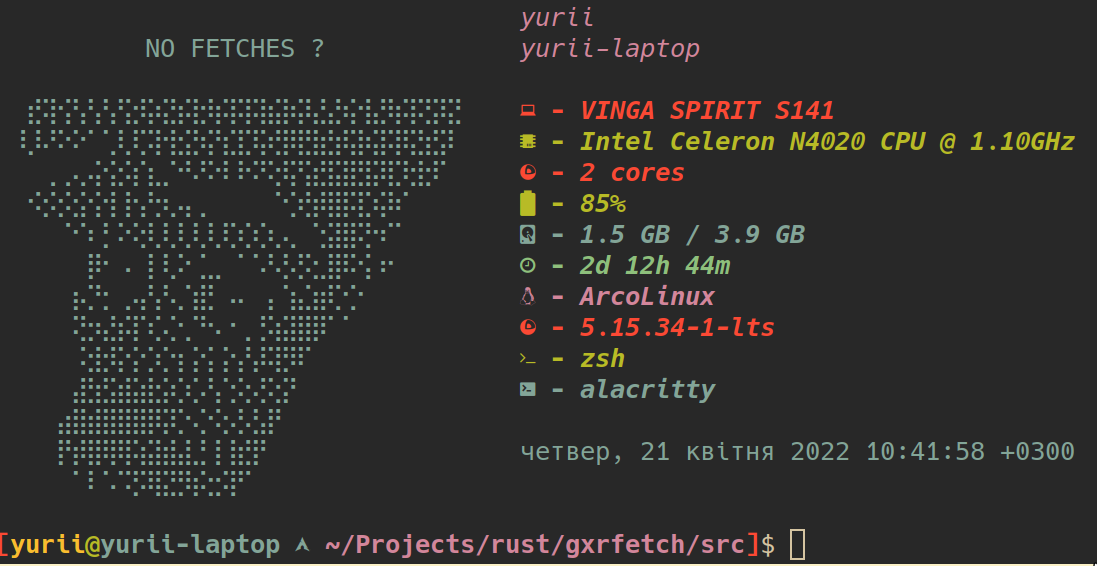 yurii
NO FETCHES ?
yurii-laptop
- VINGA SPIRIT S141
- Intel Celeron N4020 CPU @ 1.10GHz
- 2 cores
- 85%
- 1.5 GB / 3.9 GB
- 2d 12h 44m
- ArcoLinux
- 5.15.34-1-lts
- zsh
- alacritty
четвер, 21 квітня 2022 10:41:58 +0300
[yurii@yurii-laptop ~/Projects/rust/gxrfetch/src]$